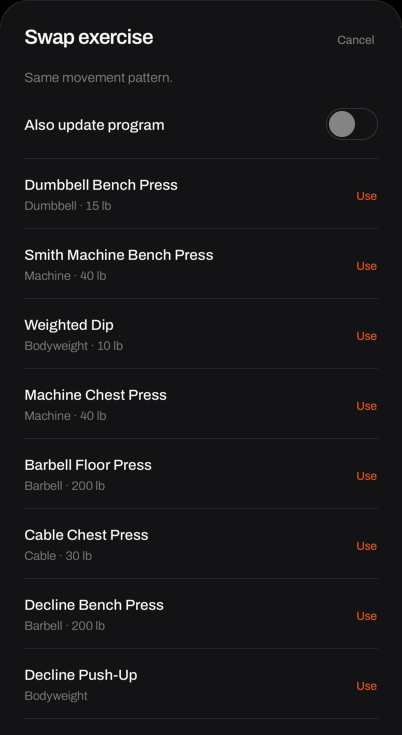 Swap exercise
Cancel
Same movement pattern.
Also update program
Dumbbell Bench Press
Dumbbell · 15 lb
Use
Smith Machine Bench Press
Machine · 40 lb
Use
Weighted Dip
Bodyweight · 10 lb
Use
Machine Chest Press
Machine · 40 lb
Use
Barbell Floor Press
Barbell · 200 lb
Use
Cable Chest Press
Cable · 30 lb
Use
Decline Bench Press
Barbell · 200 lb
Use
Decline Push-Up
Bodyweight
Use